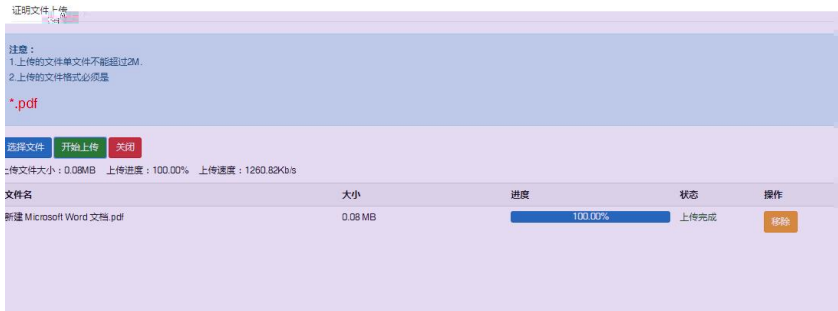 证明文件上传
注意：
1.上传的文件单文件不能超过2M.
2.上传的文件格式必须是
*.pdf
选择文件 开始上传 关闭
上传文件大小：0.08MB 上传进度：100.00% 上传速度：1260.82Kb/s
文件名 大小 进度 状态 操作
新建 Microsoft Word 文档.pdf 0.08 MB 100.00% 上传完成 移除